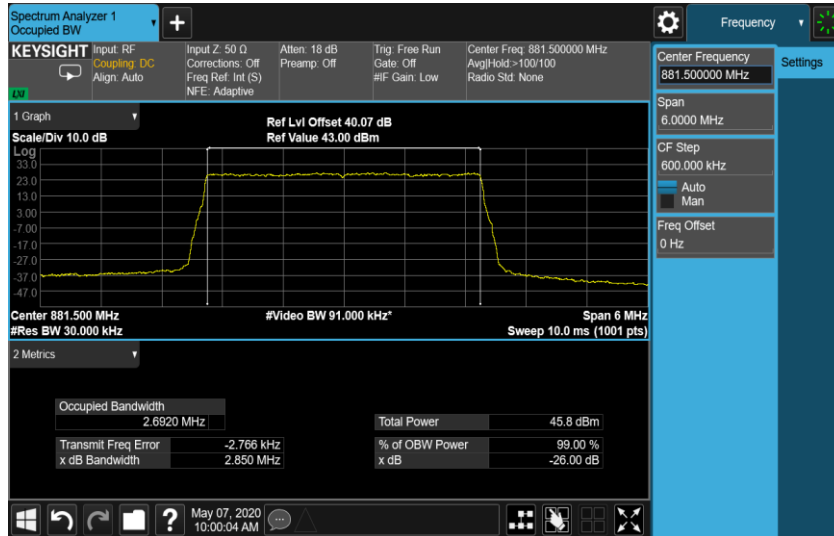 Spectrum Analyzer 1
Occupied BW
+
Frequency
KEYSIGHT
Input: RF
Coupling: DC
Align: Auto
Input Z: 50 Ω
Corrections: Off
Freq Ref: Int (S)
NFE: Adaptive
Atten: 18 dB
Preamp: Off
Trig: Free Run
Gate: Off
#IF Gain: Low
Center Freq: 881.500000 MHz
Avg|Hold:>100/100
Radio Std: None
LXI
1 Graph
Scale/Div 10.0 dB
Ref Lvl Offset 40.07 dB
Ref Value 43.00 dBm
Log
33.0
23.0
13.0
3.00
-7.00
-17.0
-27.0
-37.0
-47.0
Center 881.500 MHz
#Res BW 30.000 kHz
#Video BW 91.000 kHz*
Span 6 MHz
Sweep 10.0 ms (1001 pts)
2 Metrics
Occupied Bandwidth
2.6920 MHz
Transmit Freq Error -2.766 kHz
x dB Bandwidth 2.850 MHz
Total Power 45.8 dBm
% of OBW Power 99.00 %
x dB -26.00 dB
?
May 07, 2020
10:00:04 AM
Center Frequency
881.500000 MHz
Settings
Span
6.0000 MHz
CF Step
600.000 kHz
Auto
Man
Freq Offset
0 Hz